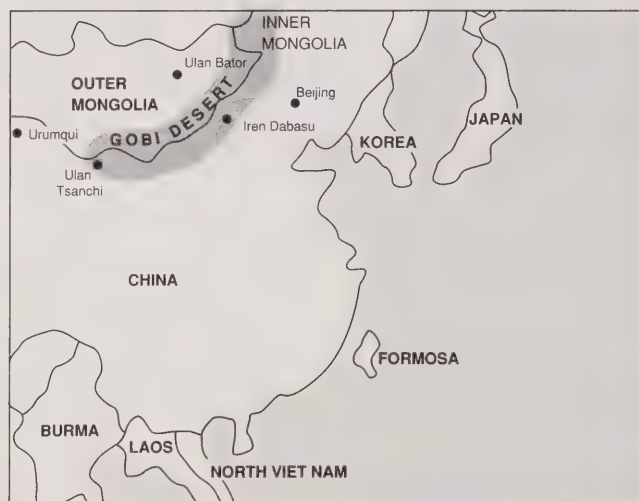 INNER
MONGOLIA
Ulan Bator
OUTER
MONGOLIA
Beijing
GOBI DESERT
Iren Dabasu
JAPAN
Urumqui
KOREA
Ulan
Tsanchi
CHINA
FORMOSA
BURMA
LAOS
NORTH VIET NAM